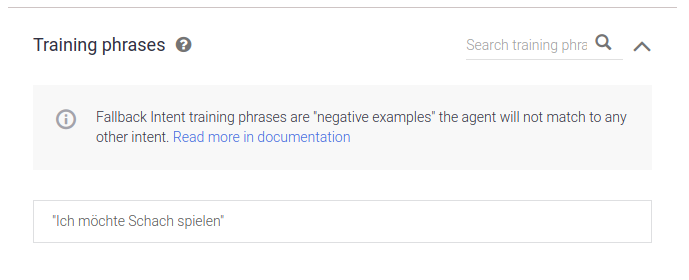 Training phrases
Search training phra
Fallback Intent training phrases are "negative examples" the agent will not match to any
other intent. Read more in documentation
"Ich möchte Schach spielen"